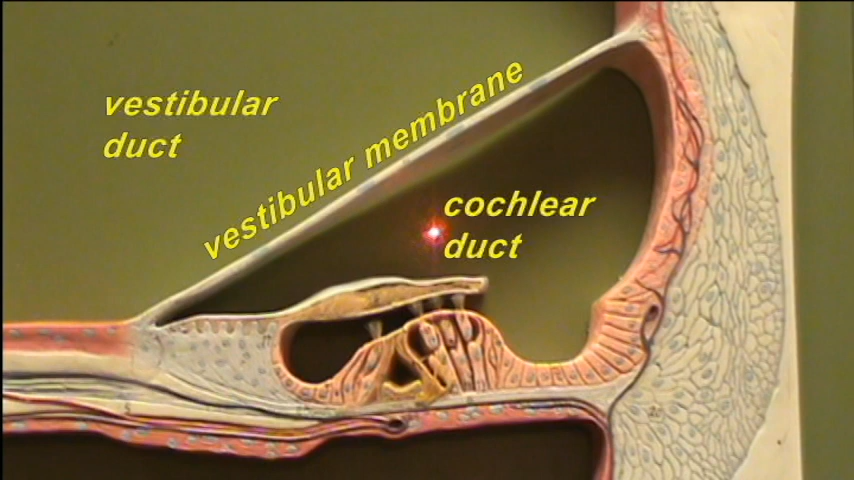 vestibular
duct
vestibular membrane
cochlear
duct